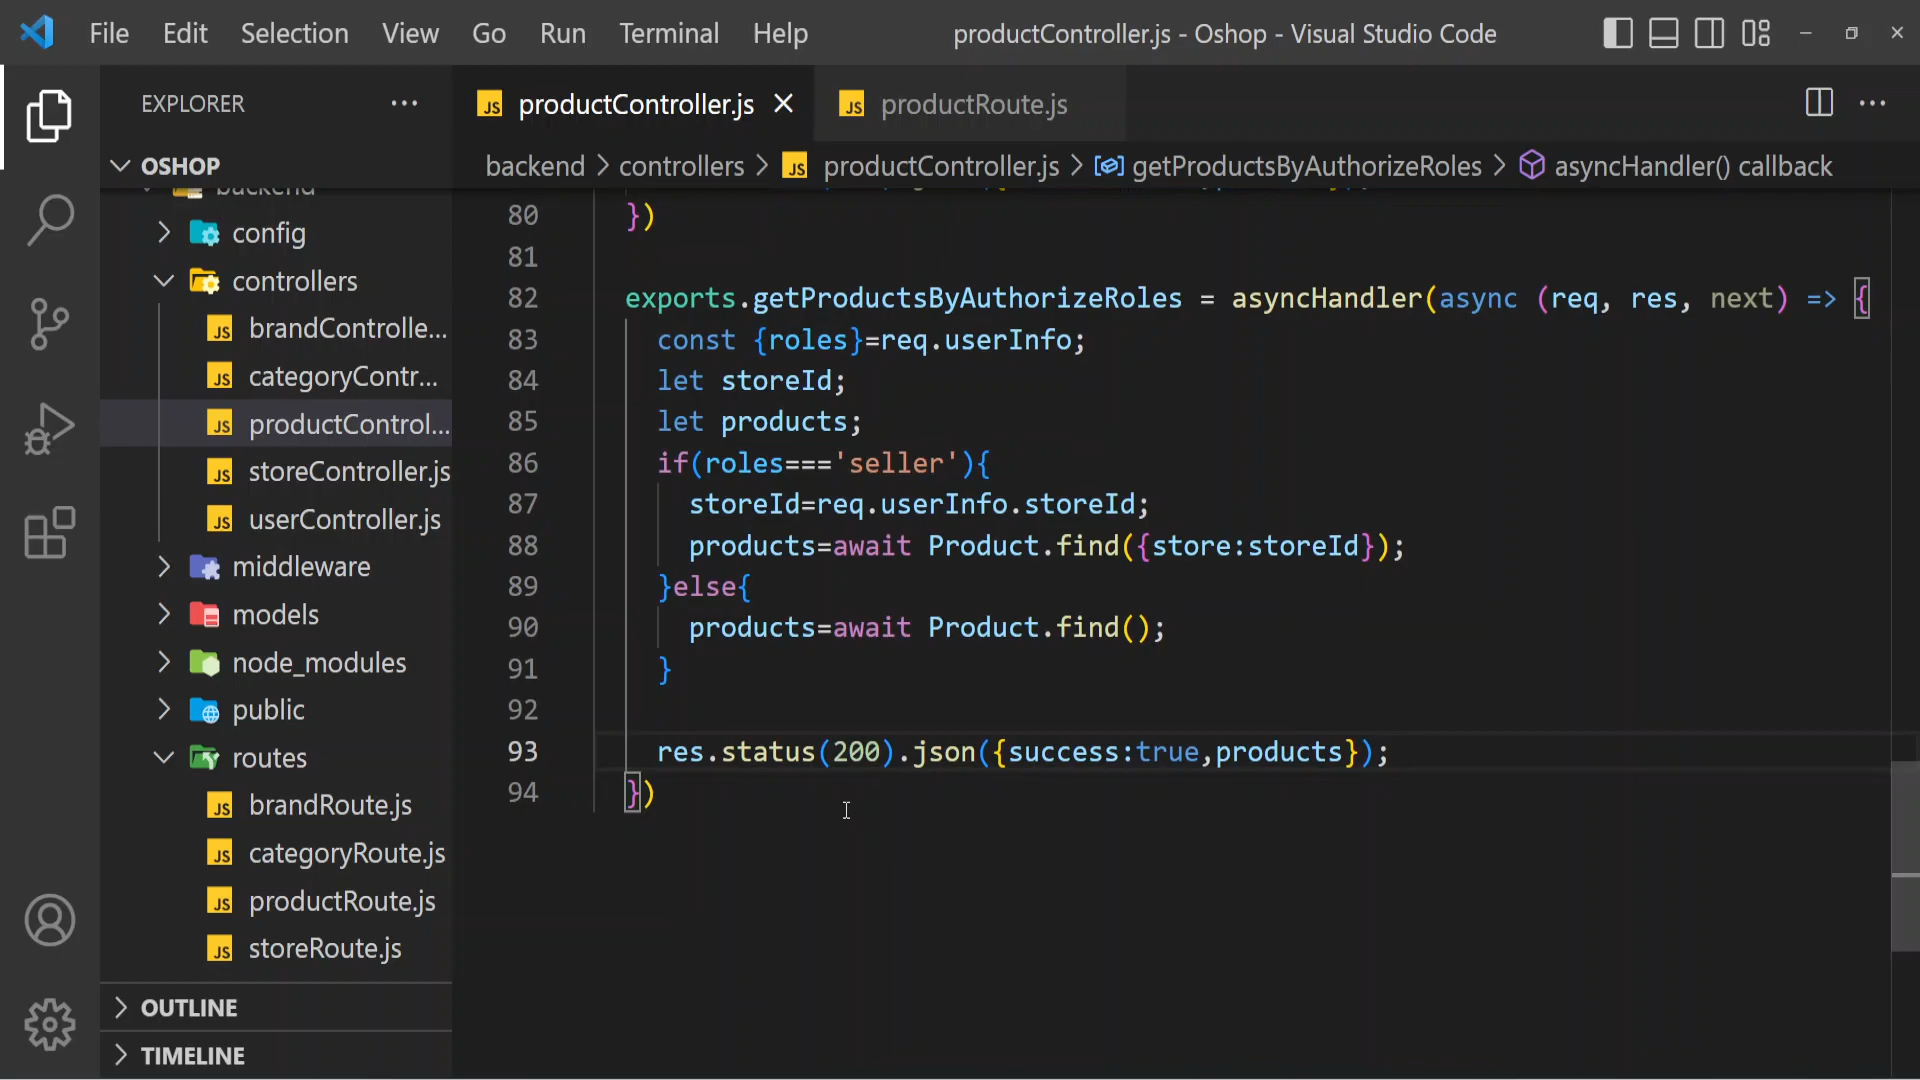 File Edit Selection View Go Run Terminal Help productController.js - Oshop - Visual Studio Code
EXPLORER ···
productController.js
productRoute.js
OSHOP
backend > controllers > productController.js > getProductsByAuthorizeRoles > asyncHandler() callback
backend
config
controllers
brandControlle...
categoryContr...
productControl...
storeController.js
userController.js
middleware
models
node_modules
public
routes
brandRoute.js
categoryRoute.js
productRoute.js
storeRoute.js
OUTLINE
TIMELINE
80 })
81
82 exports.getProductsByAuthorizeRoles = asyncHandler(async (req, res, next) => {
83 const {roles}=req.userInfo;
84 let storeId;
85 let products;
86 if(roles==='seller'){
87 storeId=req.userInfo.storeId;
88 products=await Product.find({store:storeId});
89 }else{
90 products=await Product.find();
91 }
92
93 res.status(200).json({success:true,products});
94 })